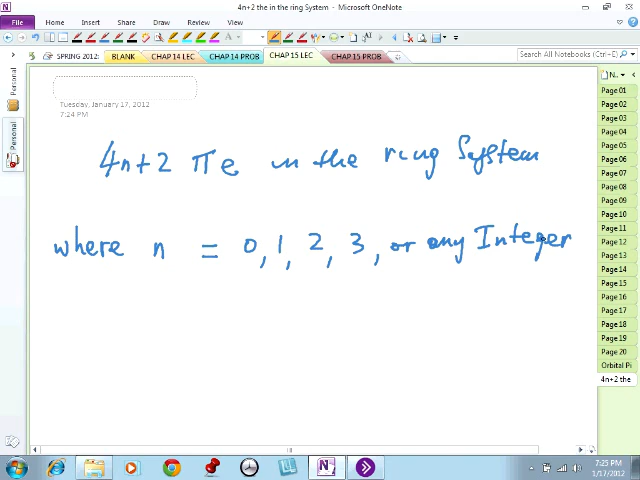 4n+2 the in the ring System - Microsoft OneNote
File Home Insert Share Draw Review View
SPRING 2012: BLANK CHAP 14 LEC CHAP 14 PROB CHAP 15 LEC CHAP 15 PROB Search All Notebooks (Ctrl+E)
Tuesday, January 17, 2012
7:24 PM
4n+2 πe in the ring System
where n = 0, 1, 2, 3, or any Integer
Personal
Personal
N..
Page 01
Page 02
Page 03
Page 04
Page 05
Page 06
Page 07
Page 08
Page 09
Page 10
Page 11
Page 12
Page 13
Page 14
Page 15
Page 16
Page 17
Page 18
Page 19
Page 20
Orbital Pi
4n+2 the
7:25 PM
1/17/2012